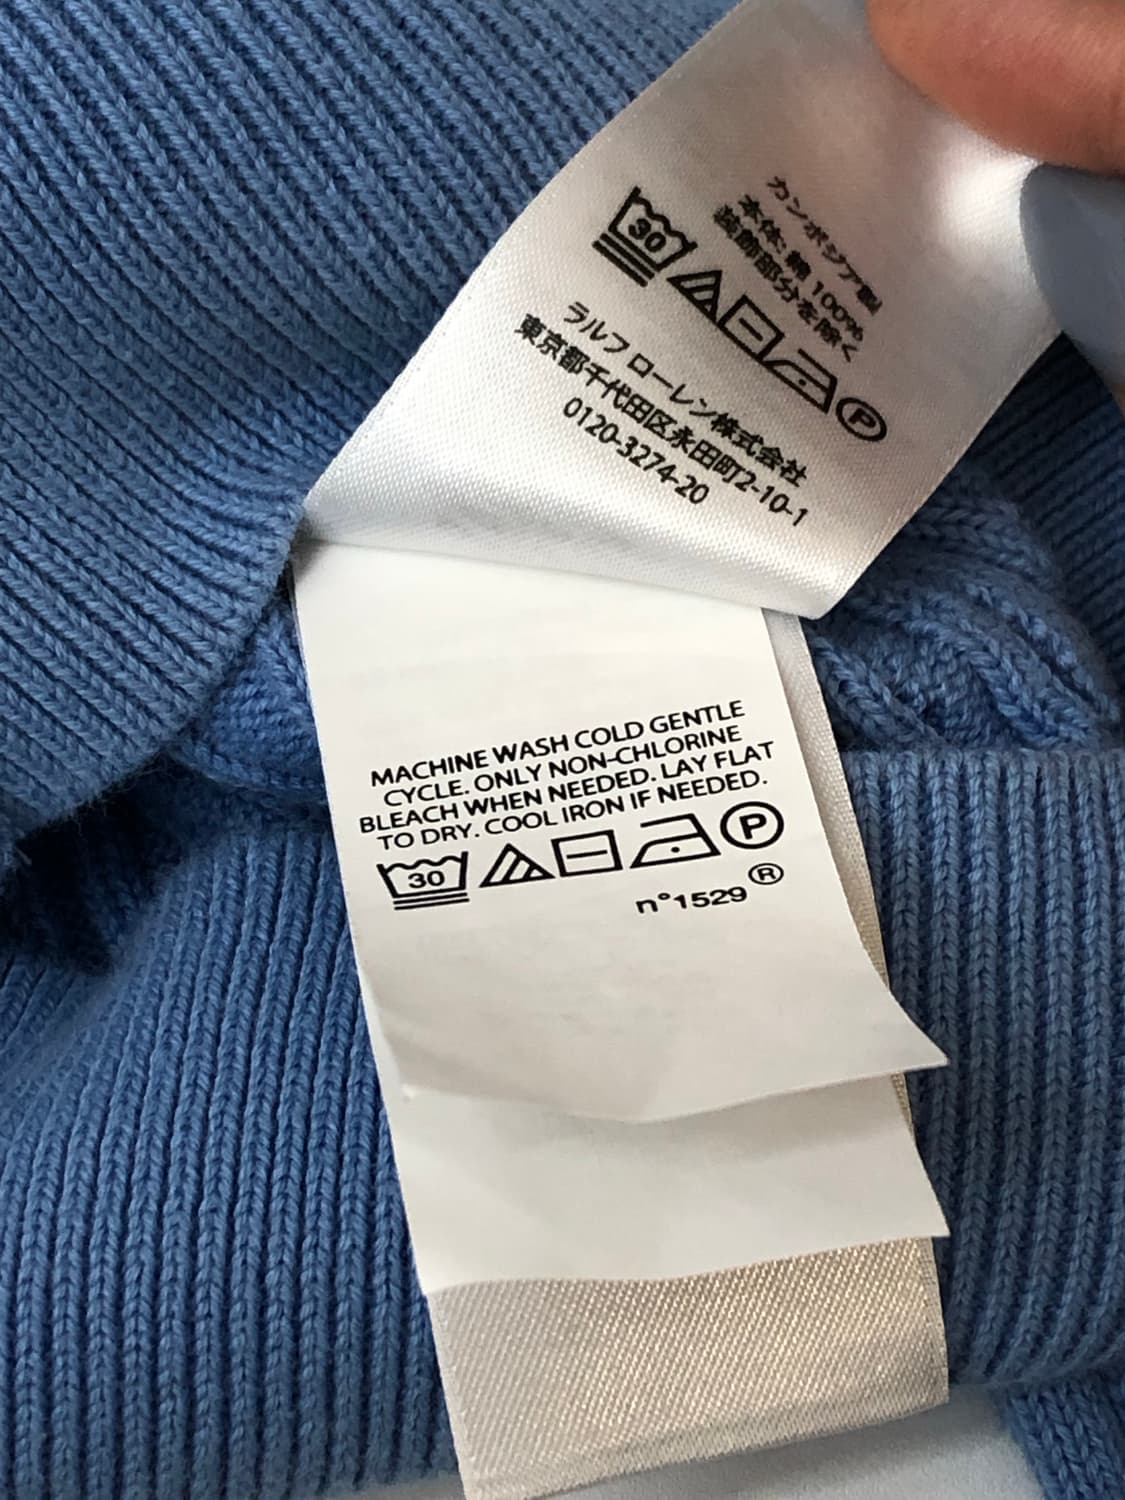 カンボジア製
本体: 綿 100%
装飾部分を除く
30
P
ラルフ ローレン株式会社
東京都千代田区永田町2-10-1
0120-3274-20
MACHINE WASH COLD GENTLE
CYCLE. ONLY NON-CHLORINE
BLEACH WHEN NEEDED. LAY FLAT
TO DRY. COOL IRON IF NEEDED.
30
P
n°1529 ®